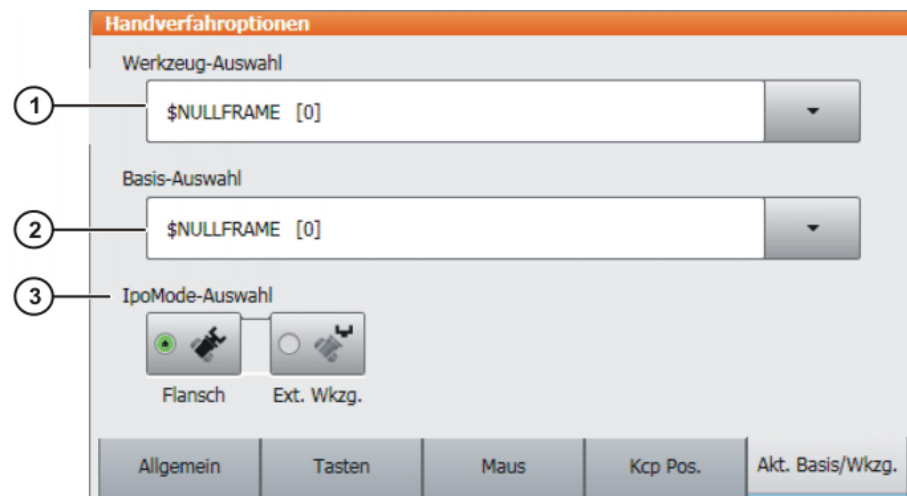 Handverfahroptionen
Werkzeug-Auswahl
1
$NULLFRAME [0]
Basis-Auswahl
2
$NULLFRAME [0]
3
IpoMode-Auswahl
Flansch Ext. Wkzg.
Allgemein Tasten Maus Kcp Pos. Akt. Basis/Wkzg.